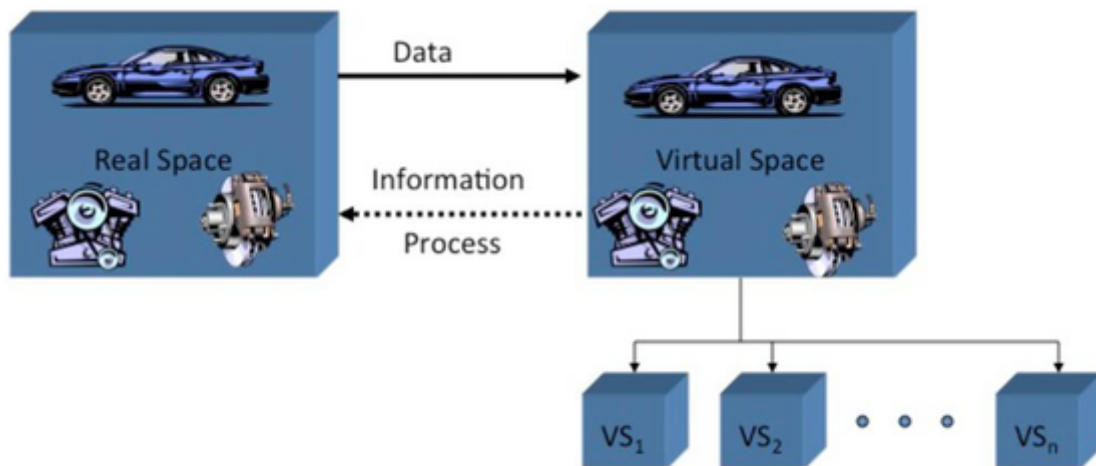 Data
Real Space
Virtual Space
Information
Process
VS₁
VS₂
VSₙ